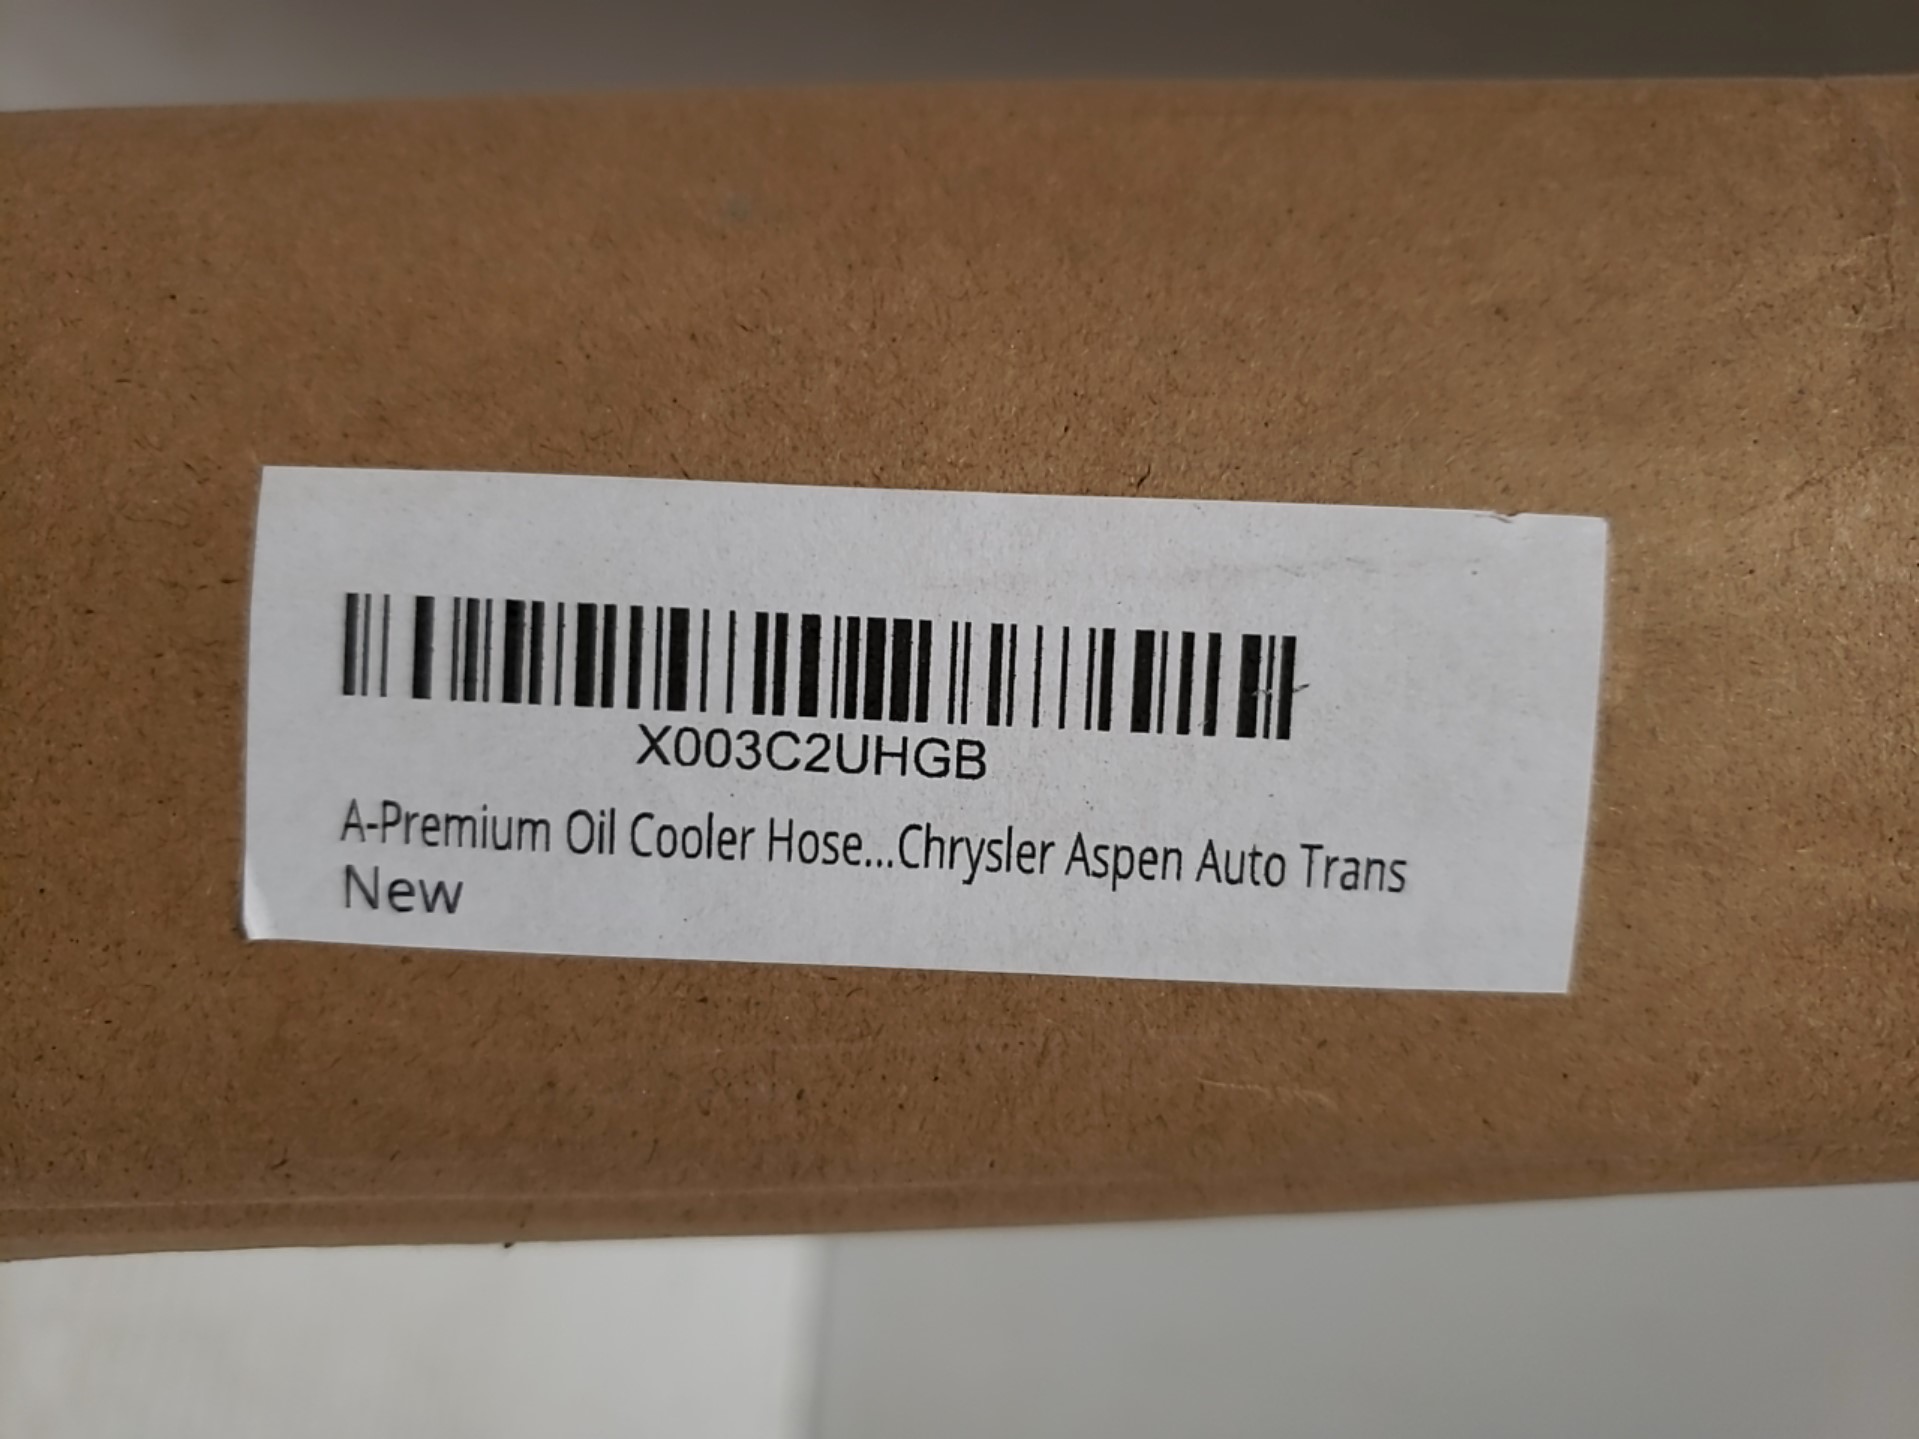 X003C2UHGB
A-Premium Oil Cooler Hose...Chrysler Aspen Auto Trans
New